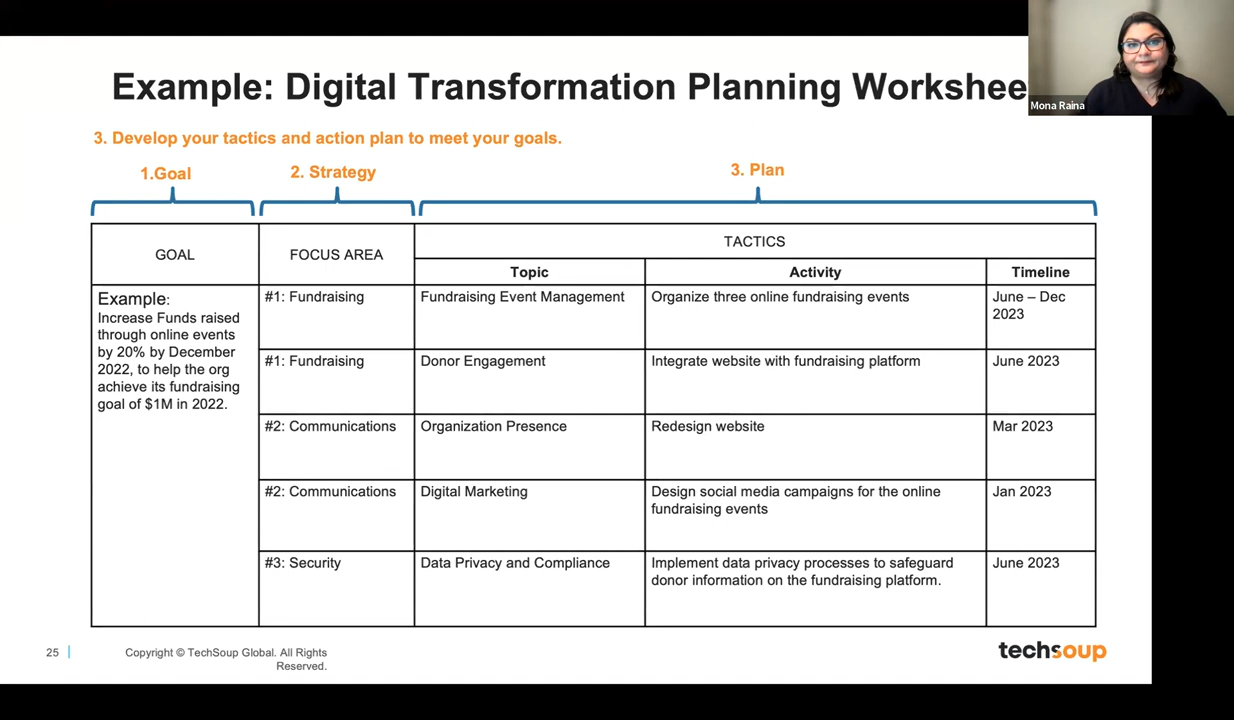 Example: Digital Transformation Planning Workshee
Mona Raina
3. Develop your tactics and action plan to meet your goals.
1.Goal
2. Strategy
3. Plan
GOAL
FOCUS AREA
TACTICS
Topic
Activity
Timeline
Example:
Increase Funds raised
through online events
by 20% by December
2022, to help the org
achieve its fundraising
goal of $1M in 2022.
#1: Fundraising
Fundraising Event Management
Organize three online fundraising events
June – Dec
2023
#1: Fundraising
Donor Engagement
Integrate website with fundraising platform
June 2023
#2: Communications
Organization Presence
Redesign website
Mar 2023
#2: Communications
Digital Marketing
Design social media campaigns for the online
fundraising events
Jan 2023
#3: Security
Data Privacy and Compliance
Implement data privacy processes to safeguard
donor information on the fundraising platform.
June 2023
25
Copyright © TechSoup Global. All Rights
Reserved.
techsoup